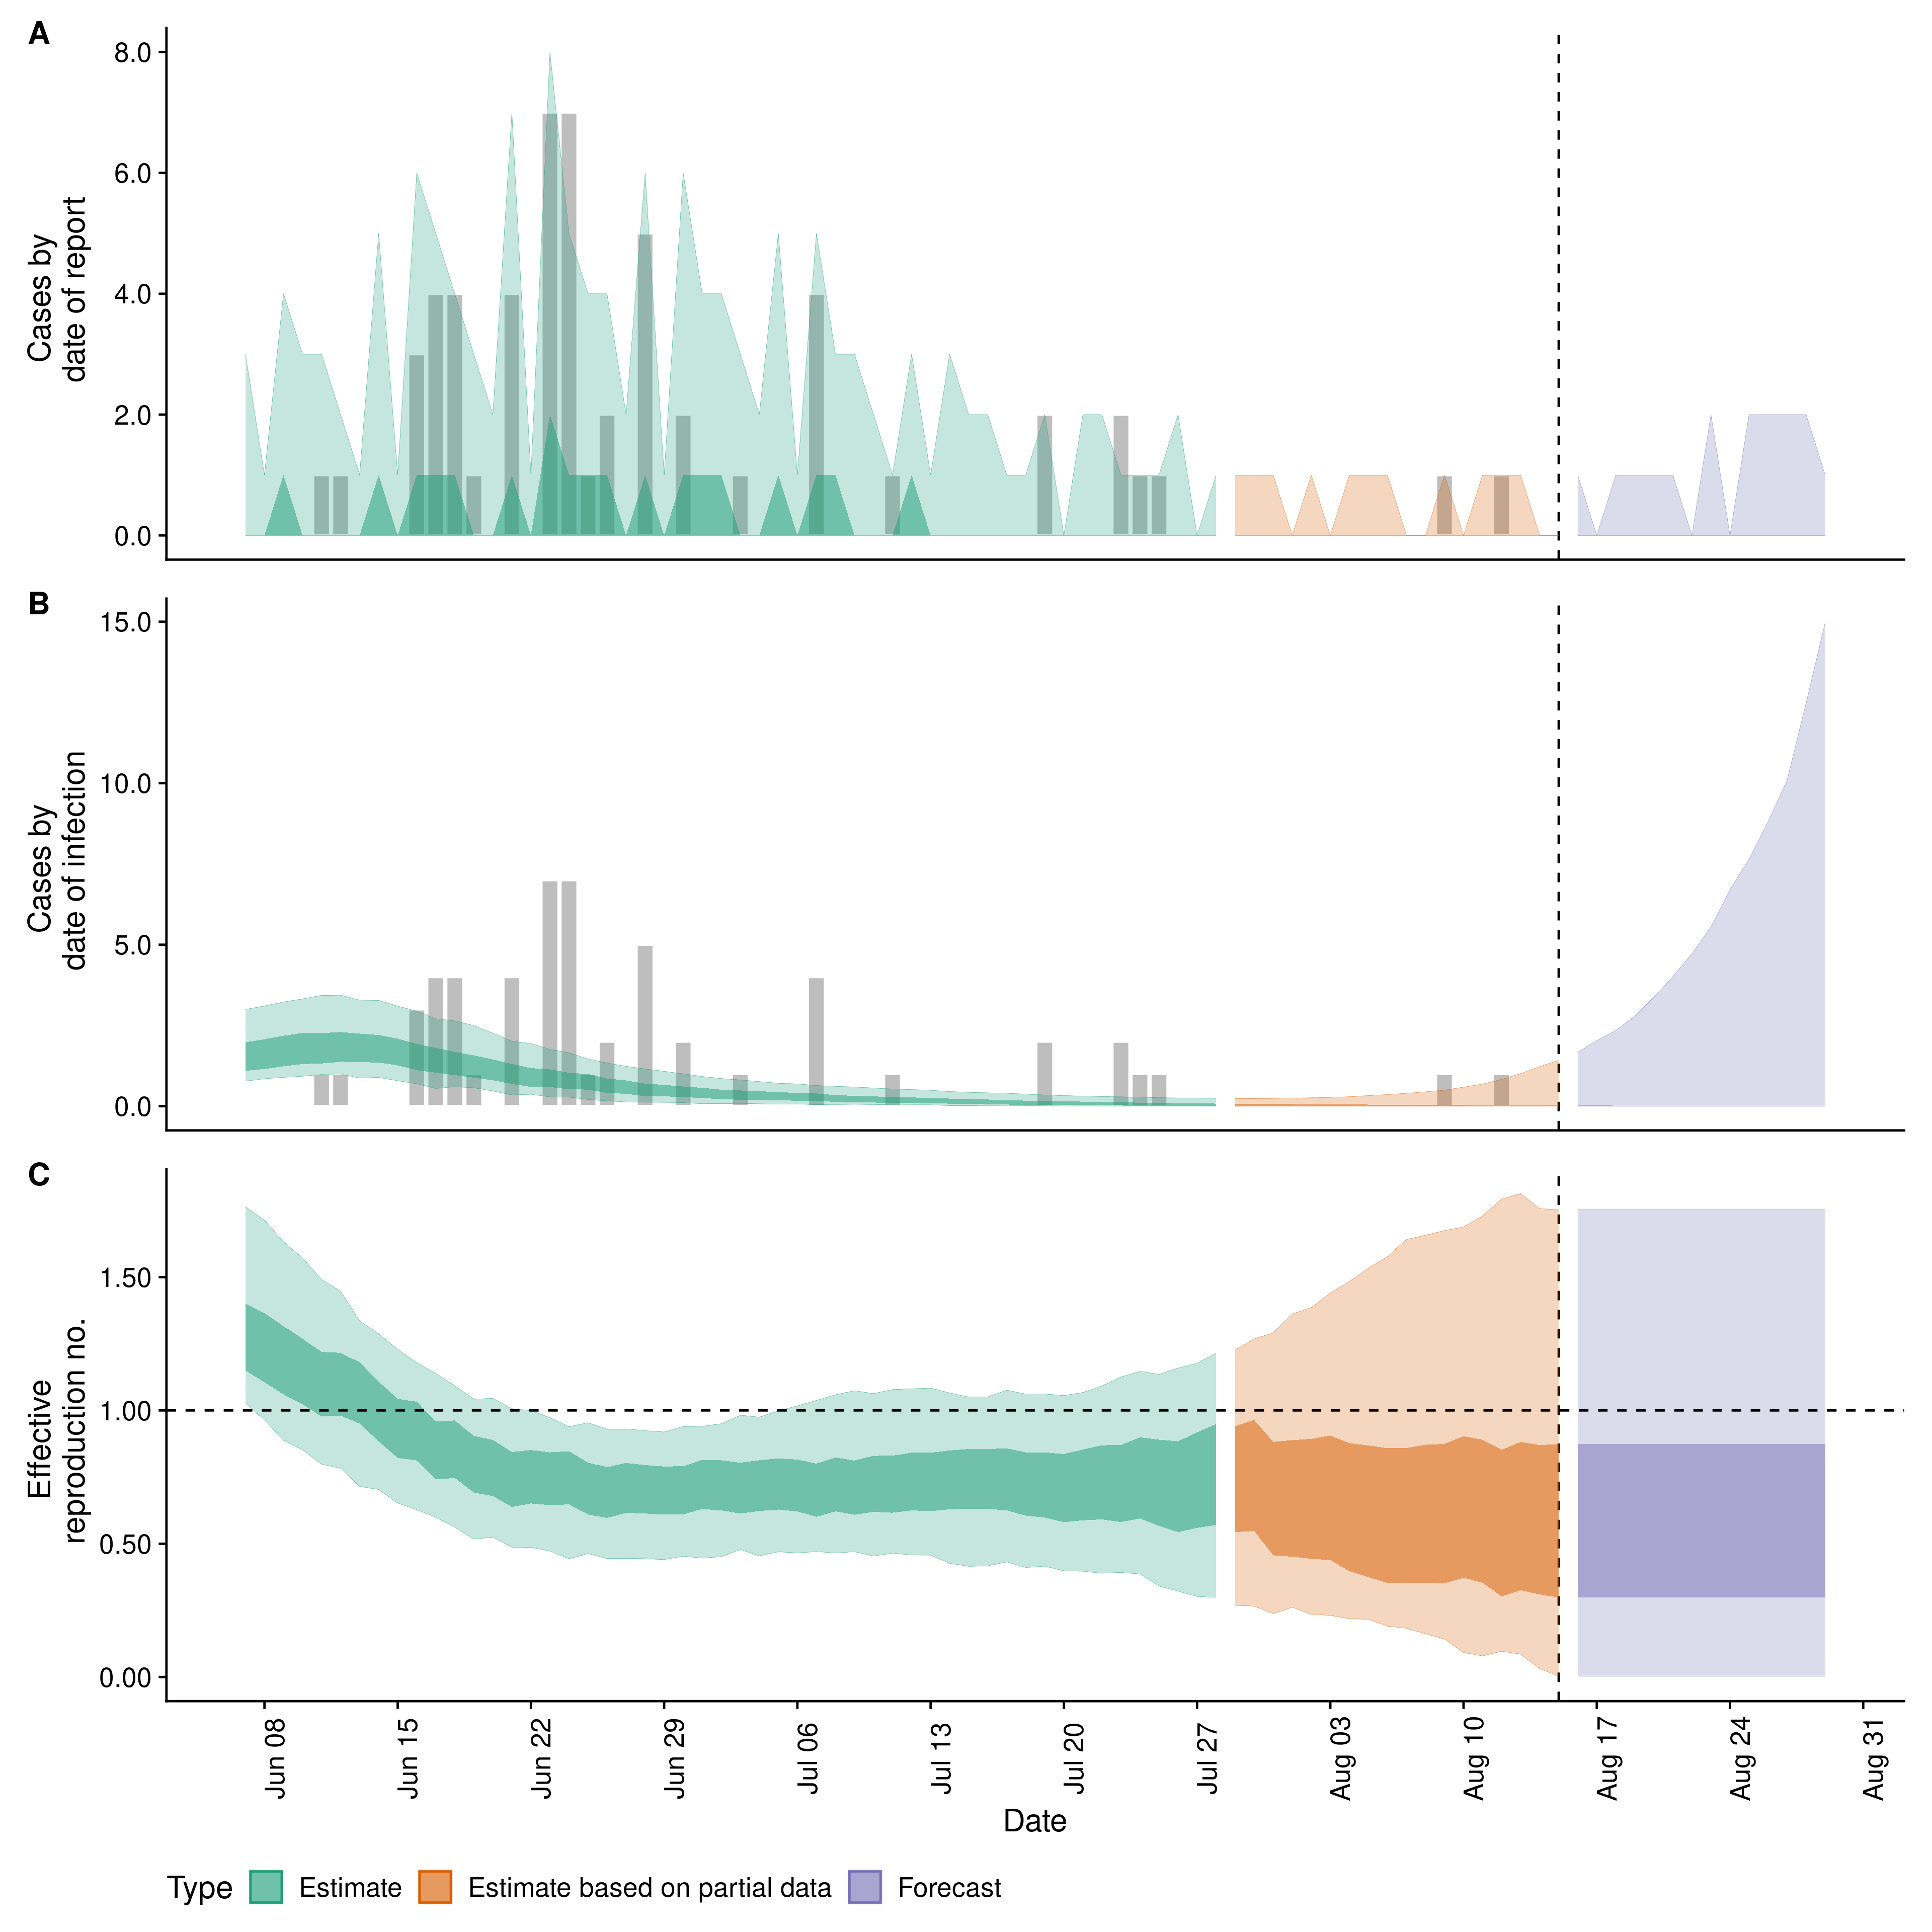 A
8.0
6.0
4.0
2.0
0.0
Cases by
date of report
B
15.0
10.0
5.0
0.0
Cases by
date of infection
C
1.50
1.00
0.50
0.00
Effective
reproduction no.
Jun 08
Jun 15
Jun 22
Jun 29
Jul 06
Jul 13
Jul 20
Jul 27
Aug 03
Aug 10
Aug 17
Aug 24
Aug 31
Date
Type
Estimate
Estimate based on partial data
Forecast